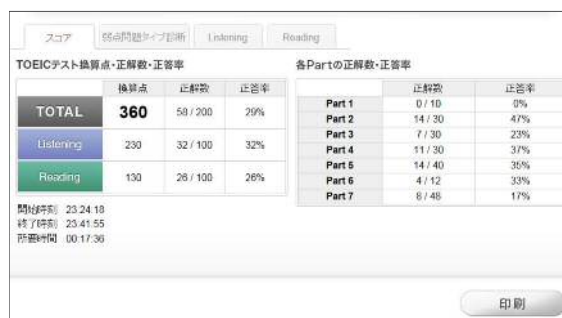 スコア 弱点問題タイプ診断 Listening Reading
TOEICテスト換算点・正解数・正答率
換算点 正解数 正答率
TOTAL 360 58 / 200 29%
Listening 230 32 / 100 32%
Reading 130 26 / 100 26%
開始時刻 23:24:18
終了時刻 23:41:55
所要時間 00:17:36
各Partの正解数・正答率
正解数 正答率
Part 1 0 / 10 0%
Part 2 14 / 30 47%
Part 3 7 / 30 23%
Part 4 11 / 30 37%
Part 5 14 / 40 35%
Part 6 4 / 12 33%
Part 7 8 / 48 17%
印刷